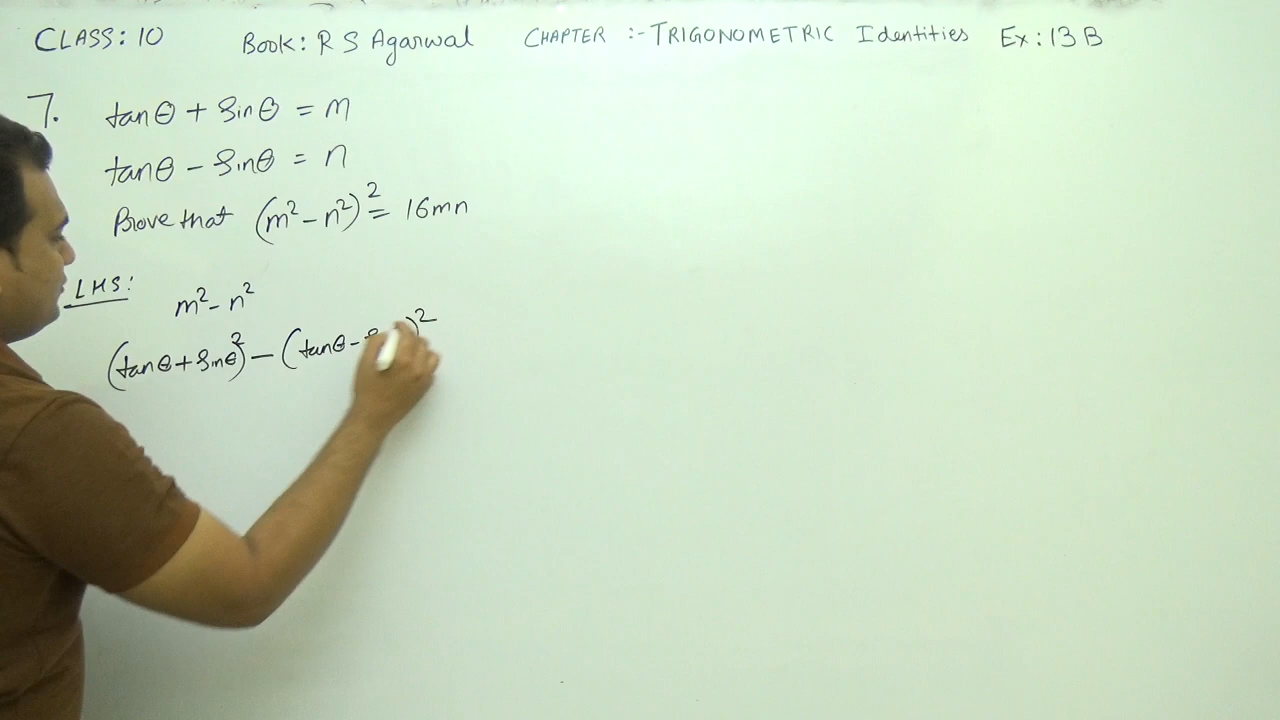 CLASS: 10 Book: R S Agarwal CHAPTER :- TRIGONOMETRIC Identities Ex: 13 B
7. tanθ + sinθ = m
tanθ - sinθ = n
Prove that (m² - n²)² = 16mn
LHS:
m² - n²
(tanθ + sinθ)² - (tanθ - )²